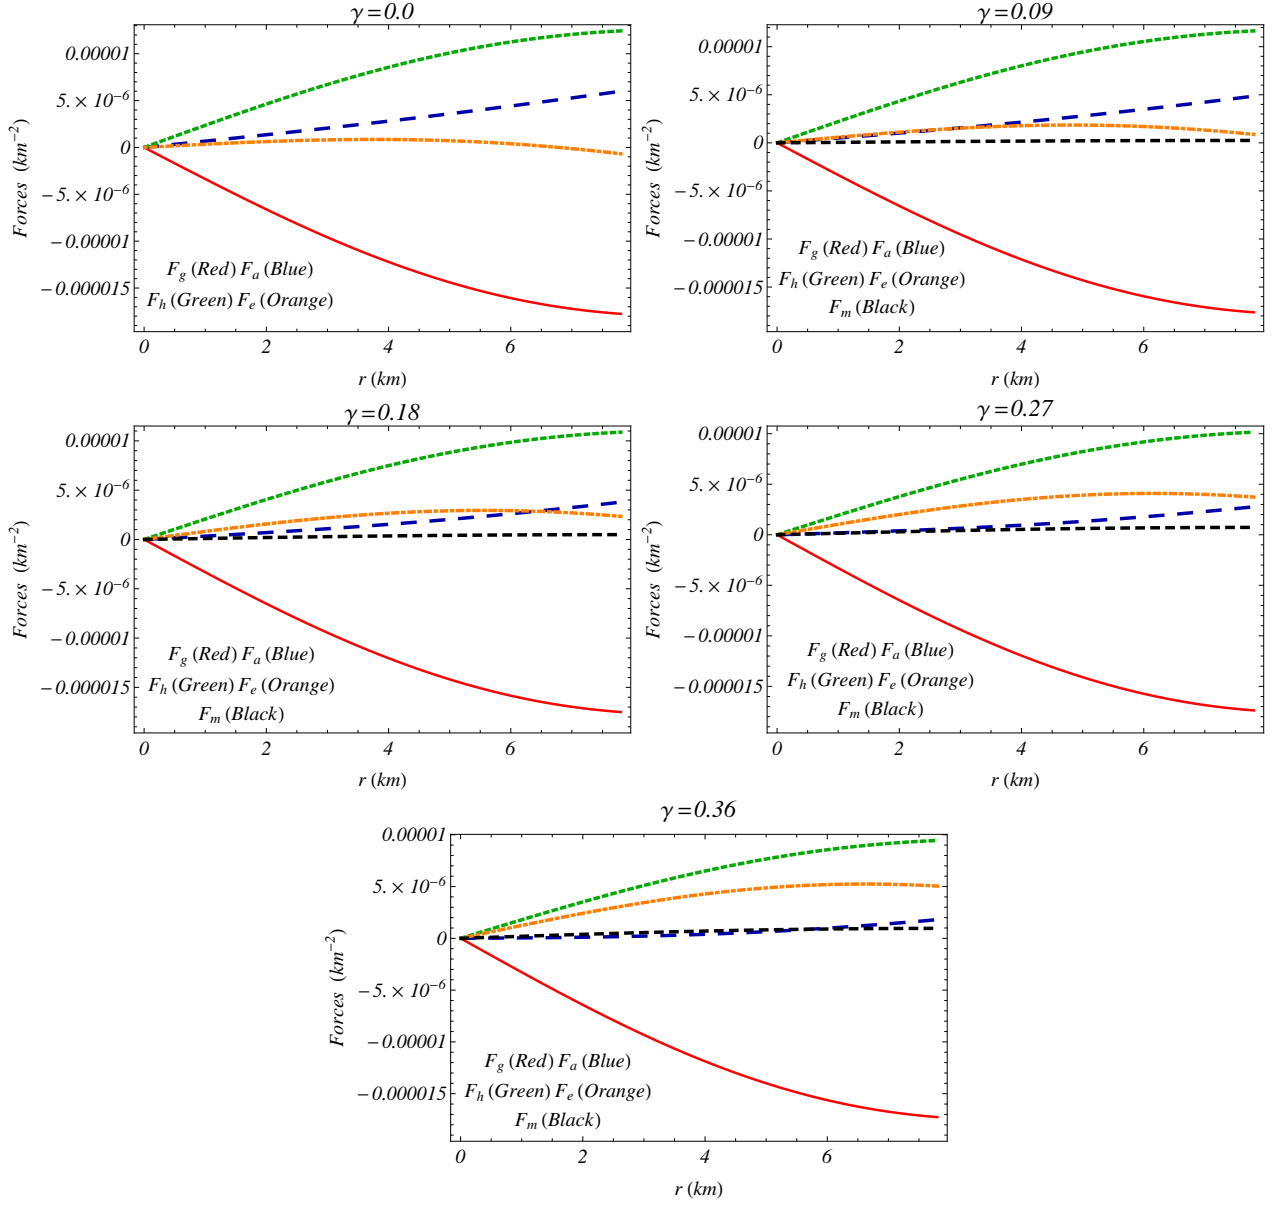 γ=0.0
0.00001
5.×10⁻⁶
0
−5.×10⁻⁶
−0.00001
−0.000015
Forces (km⁻²)
F_g (Red) F_a (Blue)
F_h (Green) F_e (Orange)
0 2 4 6
r (km)
γ=0.09
0.00001
5.×10⁻⁶
0
−5.×10⁻⁶
−0.00001
−0.000015
Forces (km⁻²)
F_g (Red) F_a (Blue)
F_h (Green) F_e (Orange)
F_m (Black)
0 2 4 6
r (km)
γ=0.18
0.00001
5.×10⁻⁶
0
−5.×10⁻⁶
−0.00001
−0.000015
Forces (km⁻²)
F_g (Red) F_a (Blue)
F_h (Green) F_e (Orange)
F_m (Black)
0 2 4 6
r (km)
γ=0.27
0.00001
5.×10⁻⁶
0
−5.×10⁻⁶
−0.00001
−0.000015
Forces (km⁻²)
F_g (Red) F_a (Blue)
F_h (Green) F_e (Orange)
F_m (Black)
0 2 4 6
r (km)
γ=0.36
0.00001
5.×10⁻⁶
0
−5.×10⁻⁶
−0.00001
−0.000015
Forces (km⁻²)
F_g (Red) F_a (Blue)
F_h (Green) F_e (Orange)
F_m (Black)
0 2 4 6
r (km)